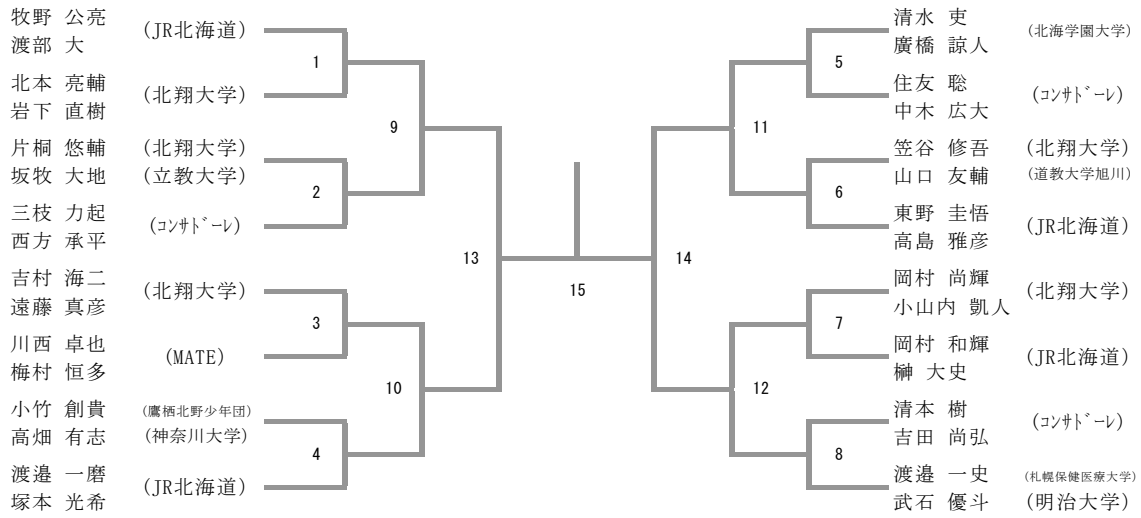 牧野 公亮
(JR北海道)
渡部 大
1
北本 亮輔
(北翔大学)
岩下 直樹
9
片桐 悠輔 (北翔大学)
坂牧 大地 (立教大学)
2
三枝 力起
(コンサドーレ)
西方 承平
13
吉村 海二
(北翔大学)
遠藤 真彦
3
川西 卓也
(MATE)
梅村 恒多
10
小竹 創貴 (鷹栖北野少年団)
高畑 有志 (神奈川大学)
4
渡邉 一磨
(JR北海道)
塚本 光希
15
清水 吏
(北海学園大学)
廣橋 諒人
5
住友 聡
(コンサドーレ)
中木 広大
11
笠谷 修吾 (北翔大学)
山口 友輔 (道教大学旭川)
6
東野 圭悟
(JR北海道)
高島 雅彦
14
岡村 尚輝
(北翔大学)
小山内 凱人
7
岡村 和輝
(JR北海道)
榊 大史
12
清本 樹
(コンサドーレ)
吉田 尚弘
8
渡邉 一史 (札幌保健医療大学)
武石 優斗 (明治大学)